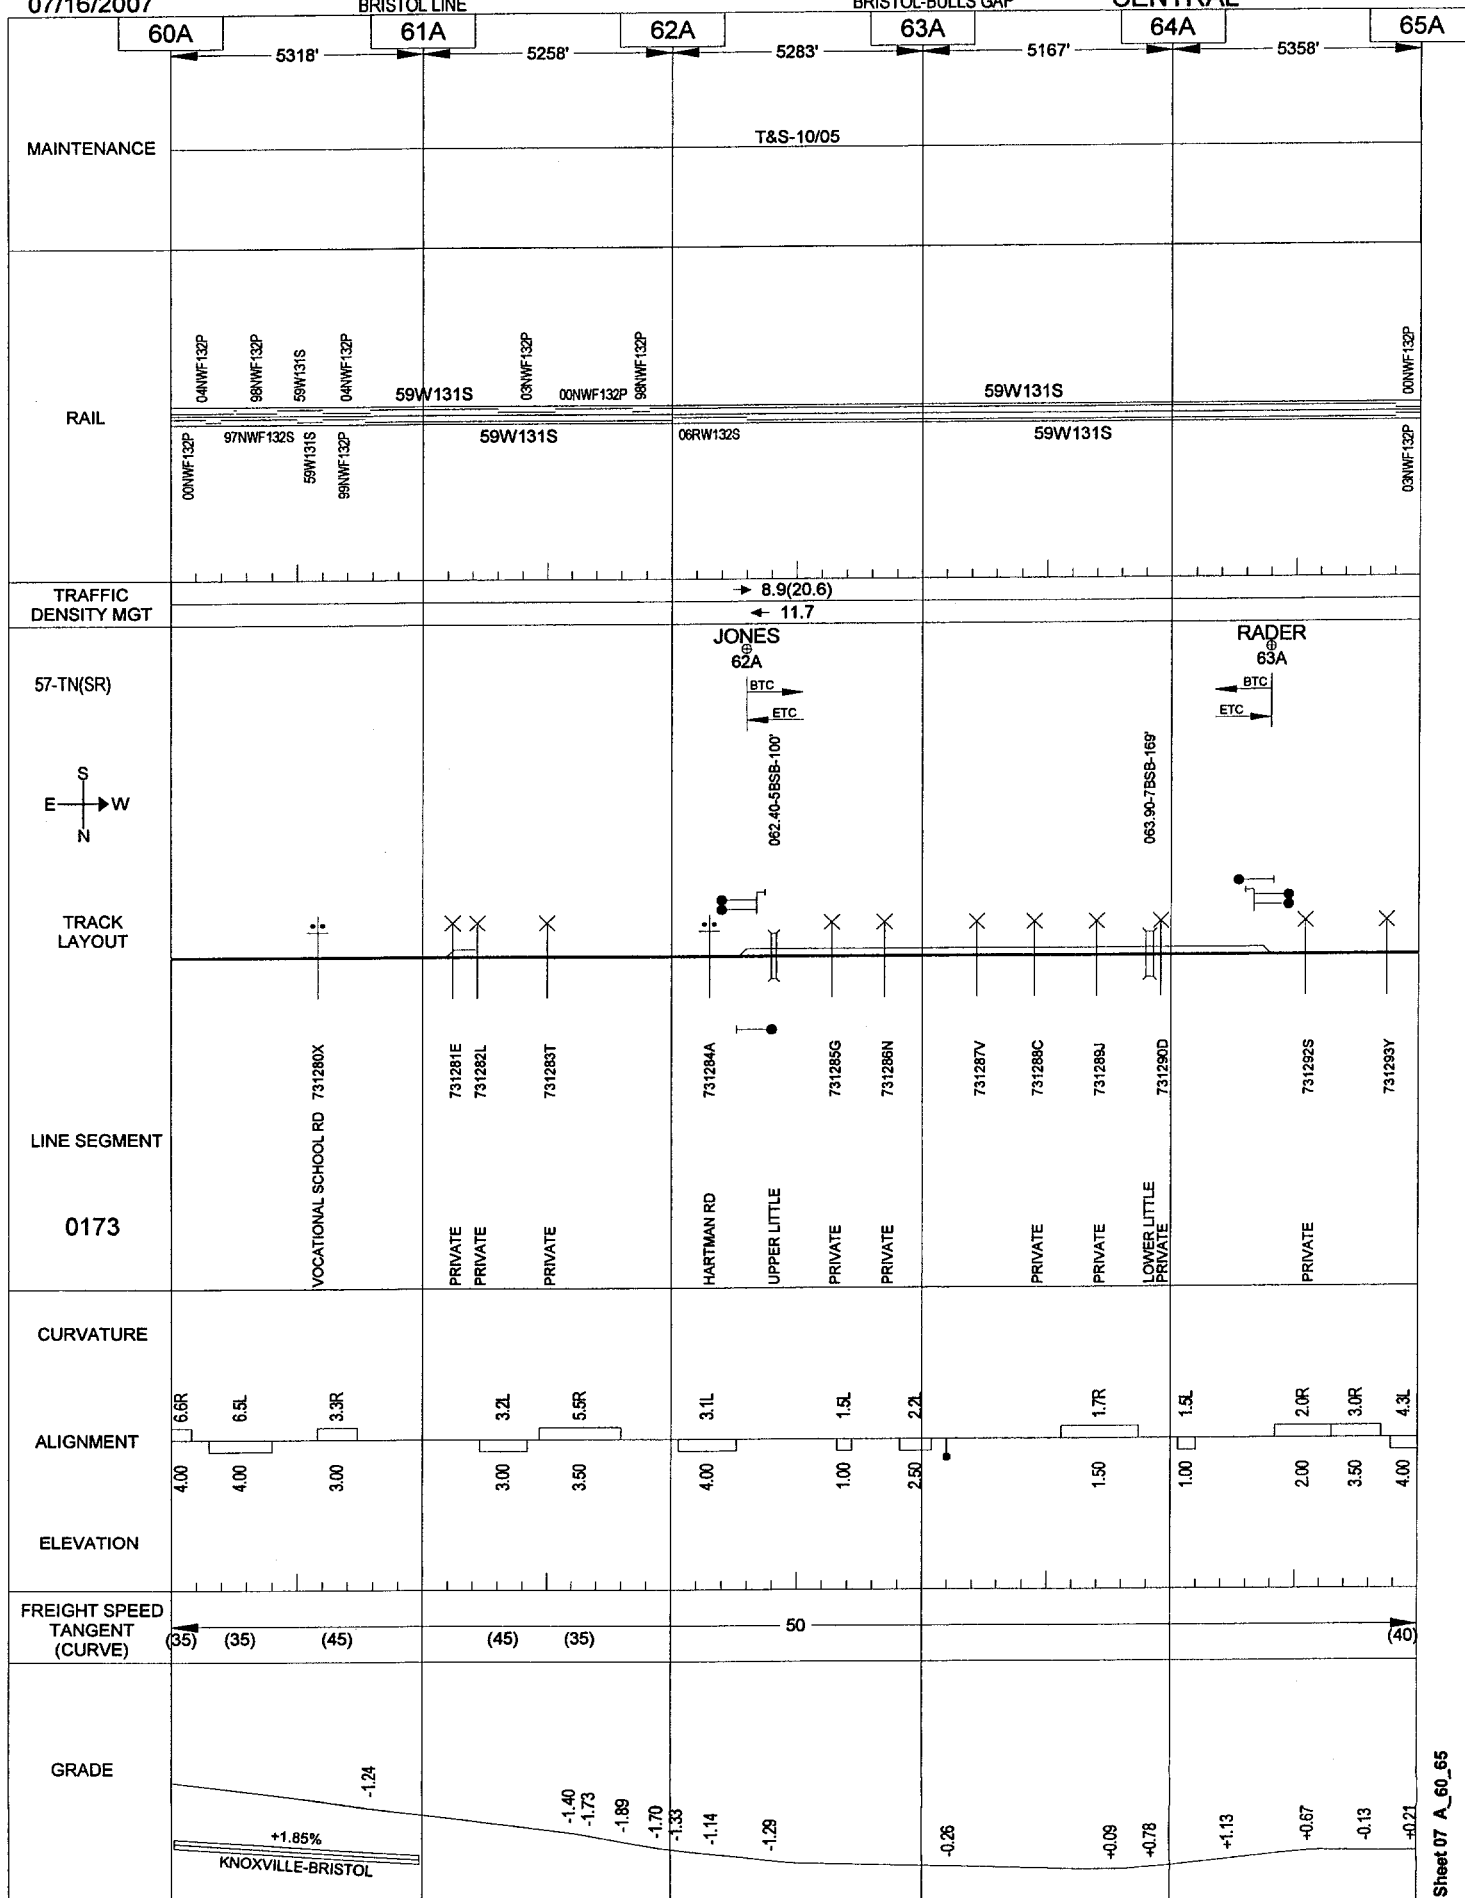 07/16/2007 BRISTOL LINE BRISTOL-BULLS GAP CENTRAL
60A 61A 62A 63A 64A 65A
5318' 5258' 5283' 5167' 5358'
MAINTENANCE
T&S-10/05
RAIL
04NWF132P 98NWF132P 59W131S 04NWF132P 59W131S 03NWF132P 00NWF132P 98NWF132P 59W131S 00NWF132P
00NWF132P 97NWF132S 59W131S 99NWF132P 59W131S 06RW132S 59W131S 03NWF132P
TRAFFIC
DENSITY MGT
8.9(20.6)
11.7
57-TN(SR)
JONES
62A
BTC
ETC
RADER
63A
BTC
ETC
S
E W
N
062.40-5BSB-100'
063.90-7BSB-169'
TRACK
LAYOUT
731280X 731281E 731282L 731283T 731284A 731285G 731286N 731287V 731288C 731289J 731290D 731292S 731293Y
LINE SEGMENT
0173
VOCATIONAL SCHOOL RD PRIVATE PRIVATE PRIVATE HARTMAN RD UPPER LITTLE PRIVATE PRIVATE PRIVATE PRIVATE LOWER LITTLE PRIVATE PRIVATE
CURVATURE
6.6R 6.5L 3.3R 3.2L 5.5R 3.1L 1.5L 2.2L 1.7R 1.5L 2.0R 3.0R 4.3L
ALIGNMENT
4.00 4.00 3.00 3.00 3.50 4.00 1.00 2.50 1.50 1.00 2.00 3.50 4.00
ELEVATION
FREIGHT SPEED
TANGENT
(CURVE)
50
(35) (35) (45) (45) (35) (40)
GRADE
-1.24 -1.40 -1.73 -1.89 -1.70 -1.33 -1.14 -1.29 -0.26 +0.09 +0.78 +1.13 +0.67 -0.13 +0.21
+1.85%
KNOXVILLE-BRISTOL
Sheet 07 A_60_65